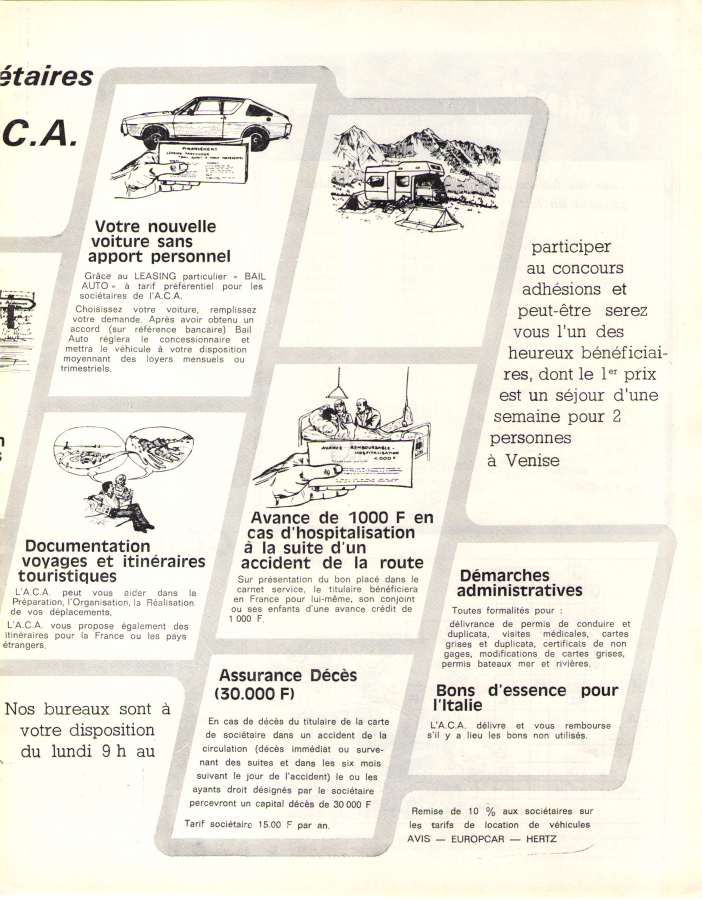 étaires
C.A.
FINANCEMENT
Votre nouvelle
voiture sans
apport personnel
Grâce au LEASING particulier « BAIL
AUTO » à tarif préférentiel pour les
sociétaires de l'A.C.A.
Choisissez votre voiture, remplissez
votre demande. Après avoir obtenu un
accord (sur référence bancaire) Bail
Auto réglera le concessionnaire et
mettra le véhicule à votre disposition
moyennant des loyers mensuels ou
trimestriels.
participer
au concours
adhésions et
peut-être serez
vous l'un des
heureux bénéficiai-
res, dont le 1er prix
est un séjour d'une
semaine pour 2
personnes
à Venise
n
s
Documentation
voyages et itinéraires
touristiques
L'A.C.A. peut vous aider dans la
Préparation, l'Organisation, la Réalisation
de vos déplacements.
L'A.C.A. vous propose également des
itinéraires pour la France ou les pays
étrangers.
AVANCE REMBOURSABLE -
HOSPITALISATION
1.000 F
Avance de 1000 F en
cas d'hospitalisation
à la suite d'un
accident de la route
Sur présentation du bon placé dans le
carnet service, le titulaire bénéficiera
en France pour lui-même, son conjoint
ou ses enfants d'une avance crédit de
1 000 F.
Démarches
administratives
Toutes formalités pour :
délivrance de permis de conduire et
duplicata, visites médicales, cartes
grises et duplicata, certificats de non
gages, modifications de cartes grises,
permis bateaux mer et rivières.
Bons d'essence pour
l'Italie
L'A.C.A. délivre et vous rembourse
s'il y a lieu les bons non utilisés.
Assurance Décès
(30.000 F)
En cas de décès du titulaire de la carte
de sociétaire dans un accident de la
circulation (décès immédiat ou surve-
nant des suites et dans les six mois
suivant le jour de l'accident) le ou les
ayants droit désignés par le sociétaire
percevront un capital décès de 30 000 F
Tarif sociétaire 15.00 F par an.
Nos bureaux sont à
votre disposition
du lundi 9 h au
Remise de 10 % aux sociétaires sur
les tarifs de location de véhicules
AVIS — EUROPCAR — HERTZ